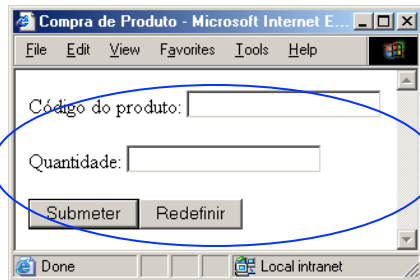 Compra de Produto - Microsoft Internet E...
File Edit View Favorites Tools Help
Código do produto:
Quantidade:
Submeter Redefinir
Done Local intranet